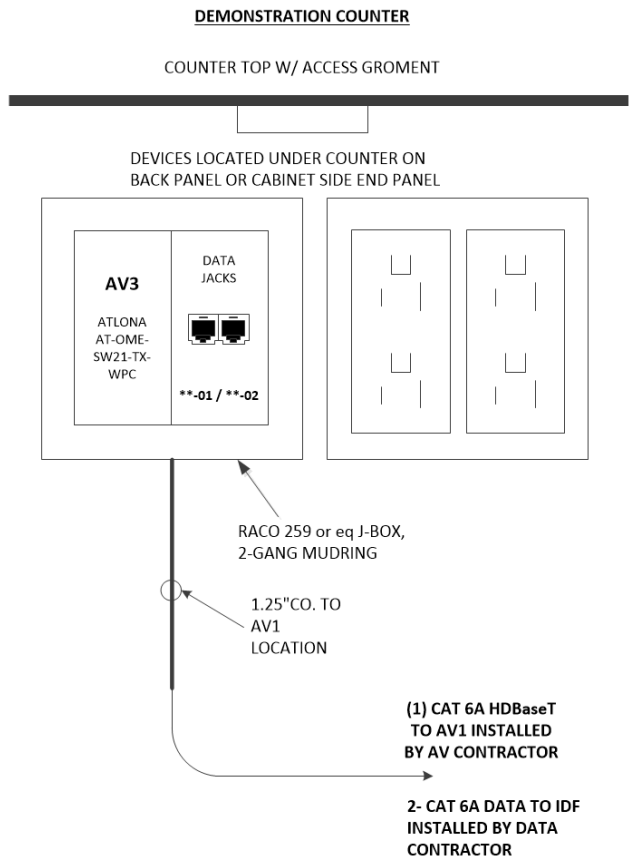 DEMONSTRATION COUNTER
COUNTER TOP W/ ACCESS GROMENT
DEVICES LOCATED UNDER COUNTER ON
BACK PANEL OR CABINET SIDE END PANEL
AV3
ATLONA
AT-OME-
SW21-TX-
WPC
DATA
JACKS
**-01 / **-02
RACO 259 or eq J-BOX,
2-GANG MUDRING
1.25"CO. TO
AV1
LOCATION
(1) CAT 6A HDBaseT
TO AV1 INSTALLED
BY AV CONTRACTOR
2- CAT 6A DATA TO IDF
INSTALLED BY DATA
CONTRACTOR